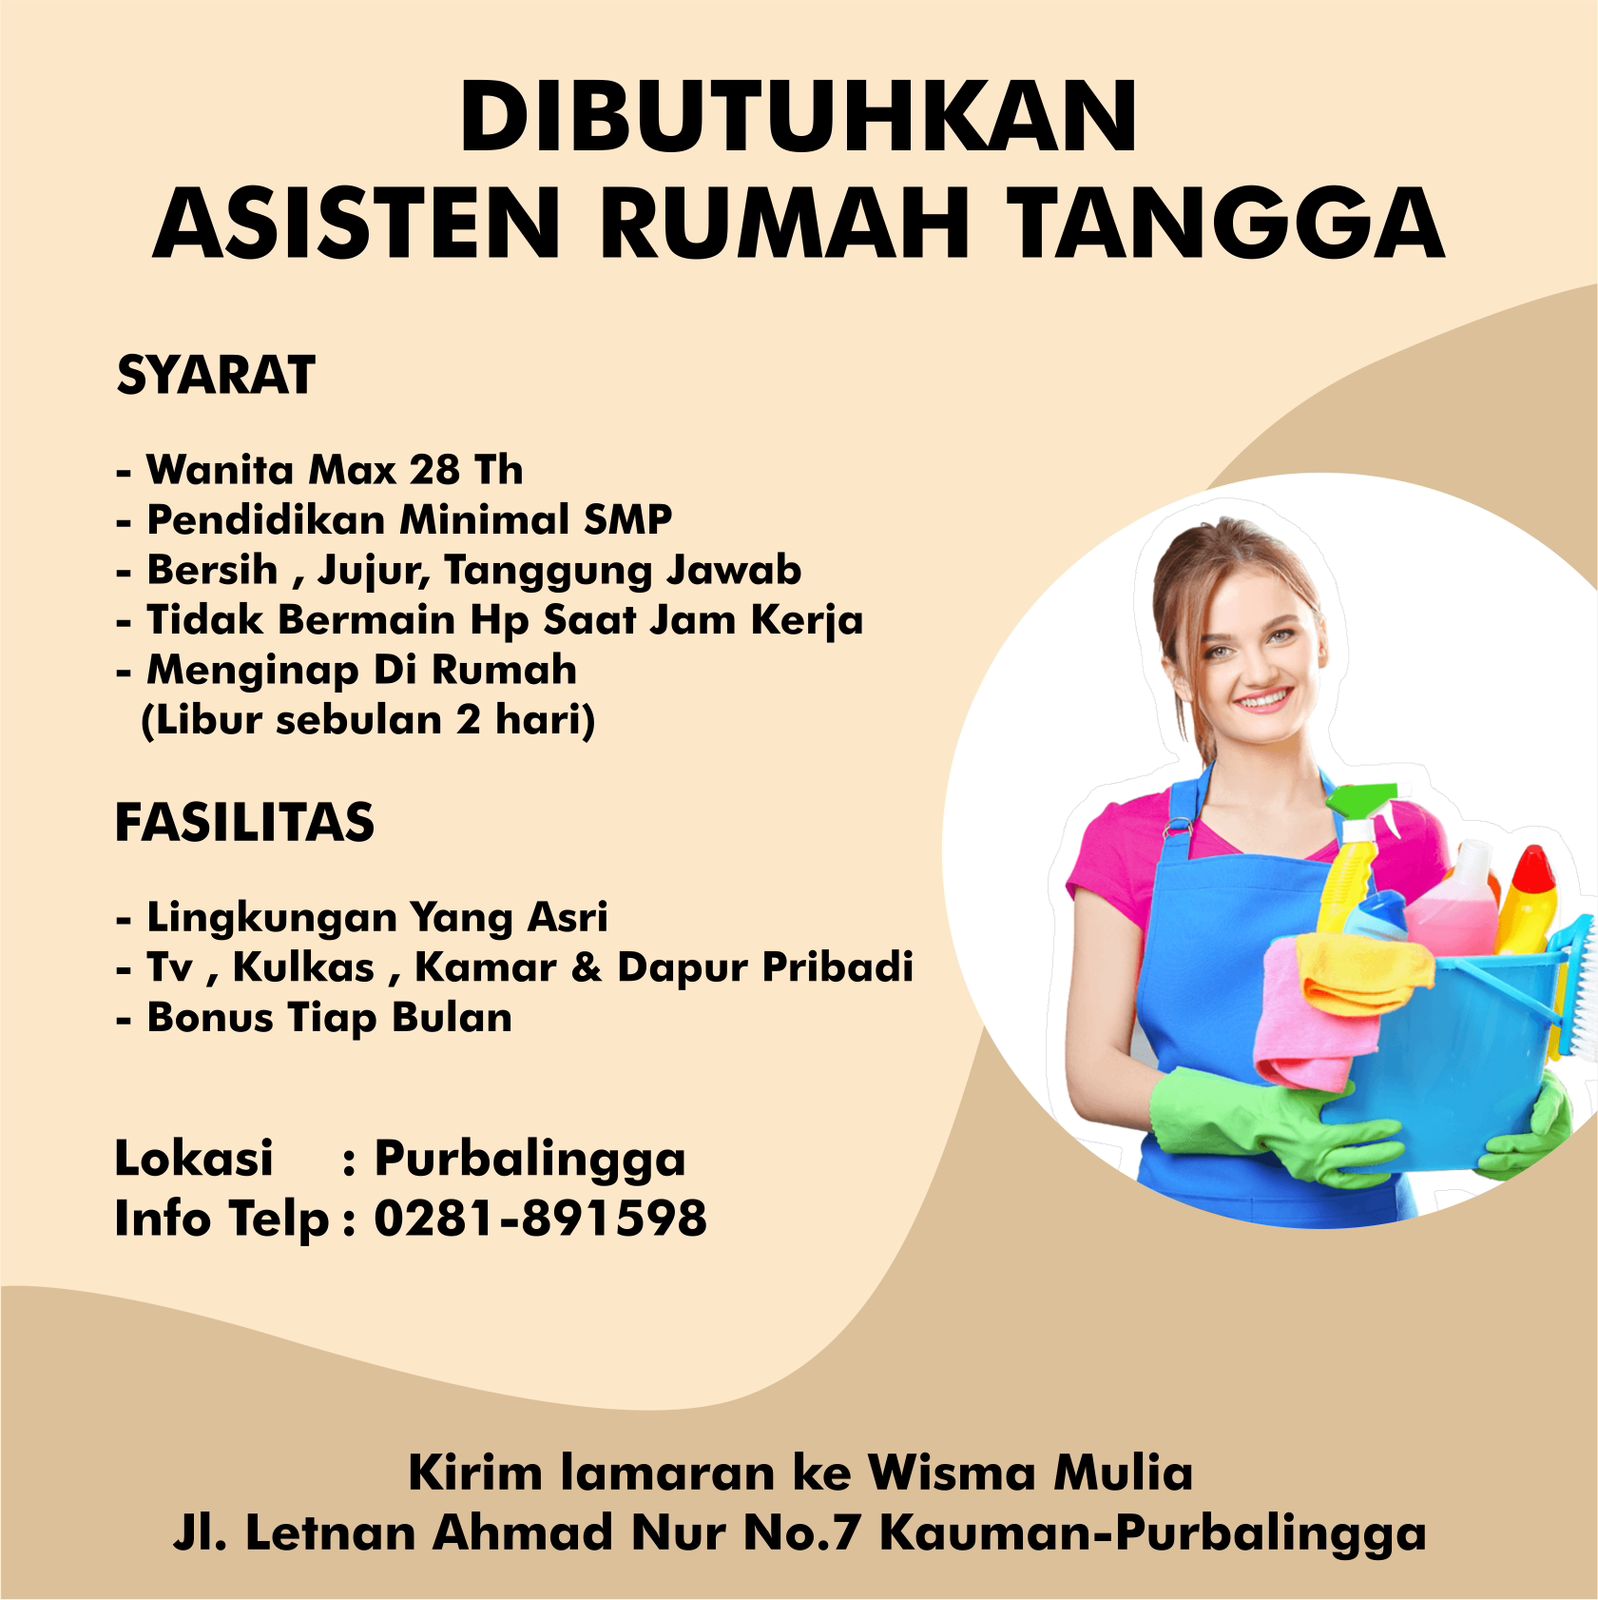 DIBUTUHKAN
ASISTEN RUMAH TANGGA
SYARAT
- Wanita Max 28 Th
- Pendidikan Minimal SMP
- Bersih , Jujur, Tanggung Jawab
- Tidak Bermain Hp Saat Jam Kerja
- Menginap Di Rumah
(Libur sebulan 2 hari)
FASILITAS
- Lingkungan Yang Asri
- Tv , Kulkas , Kamar & Dapur Pribadi
- Bonus Tiap Bulan
Lokasi : Purbalingga
Info Telp : 0281-891598
Kirim lamaran ke Wisma Mulia
Jl. Letnan Ahmad Nur No.7 Kauman-Purbalingga